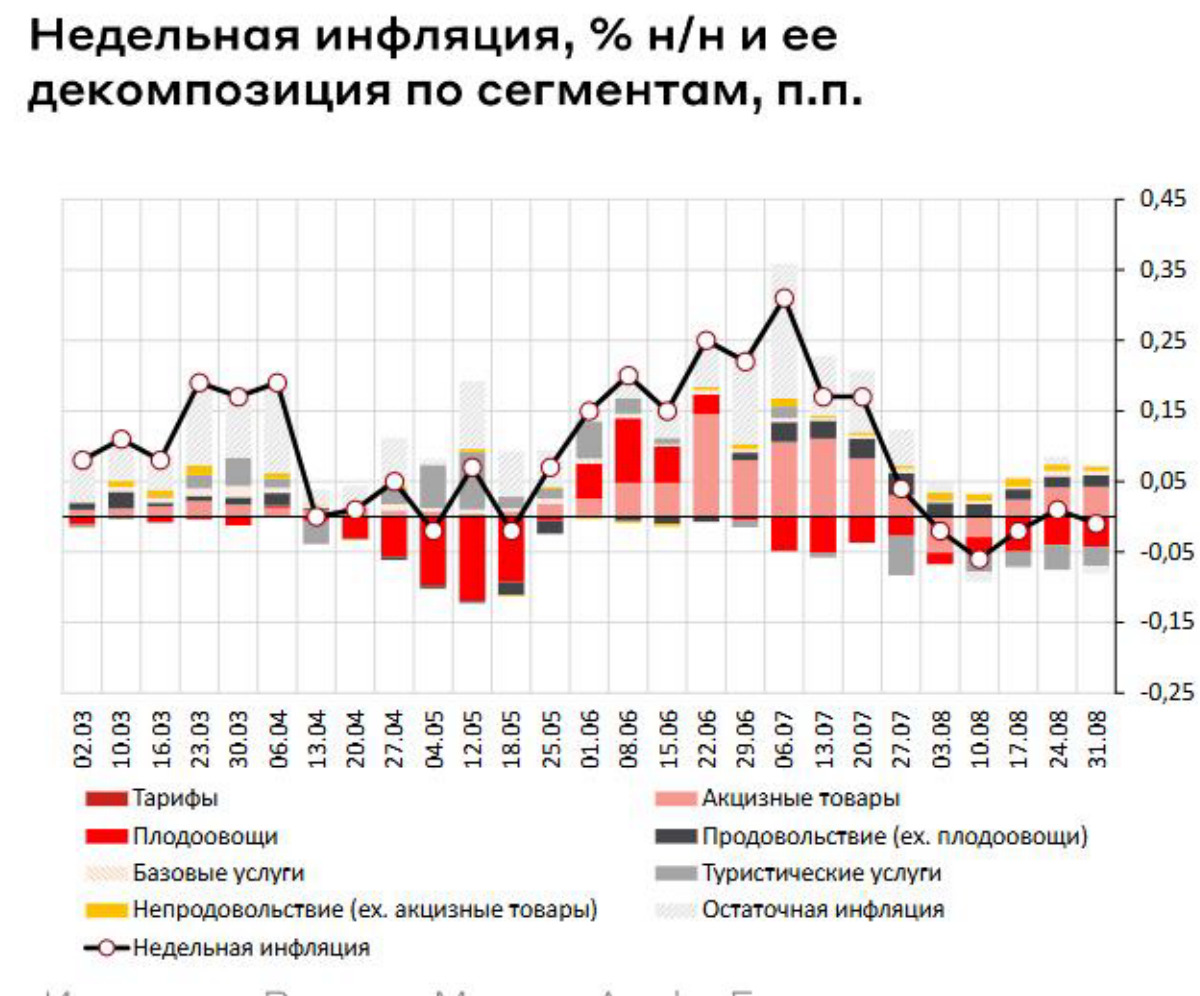 Недельная инфляция, % н/н и ее
декомпозиция по сегментам, п.п.
0,45
0,35
0,25
0,15
0,05
-0,05
-0,15
-0,25
02.03 10.03 16.03 23.03 30.03 06.04 13.04 20.04 27.04 04.05 12.05 18.05 25.05 01.06 08.06 15.06 22.06 29.06 06.07 13.07 20.07 27.07 03.08 10.08 17.08 24.08 31.08
Тарифы Акцизные товары
Плодоовощи Продовольствие (ex. плодоовощи)
Базовые услуги Туристические услуги
Непродовольствие (ex. акцизные товары) Остаточная инфляция
Недельная инфляция